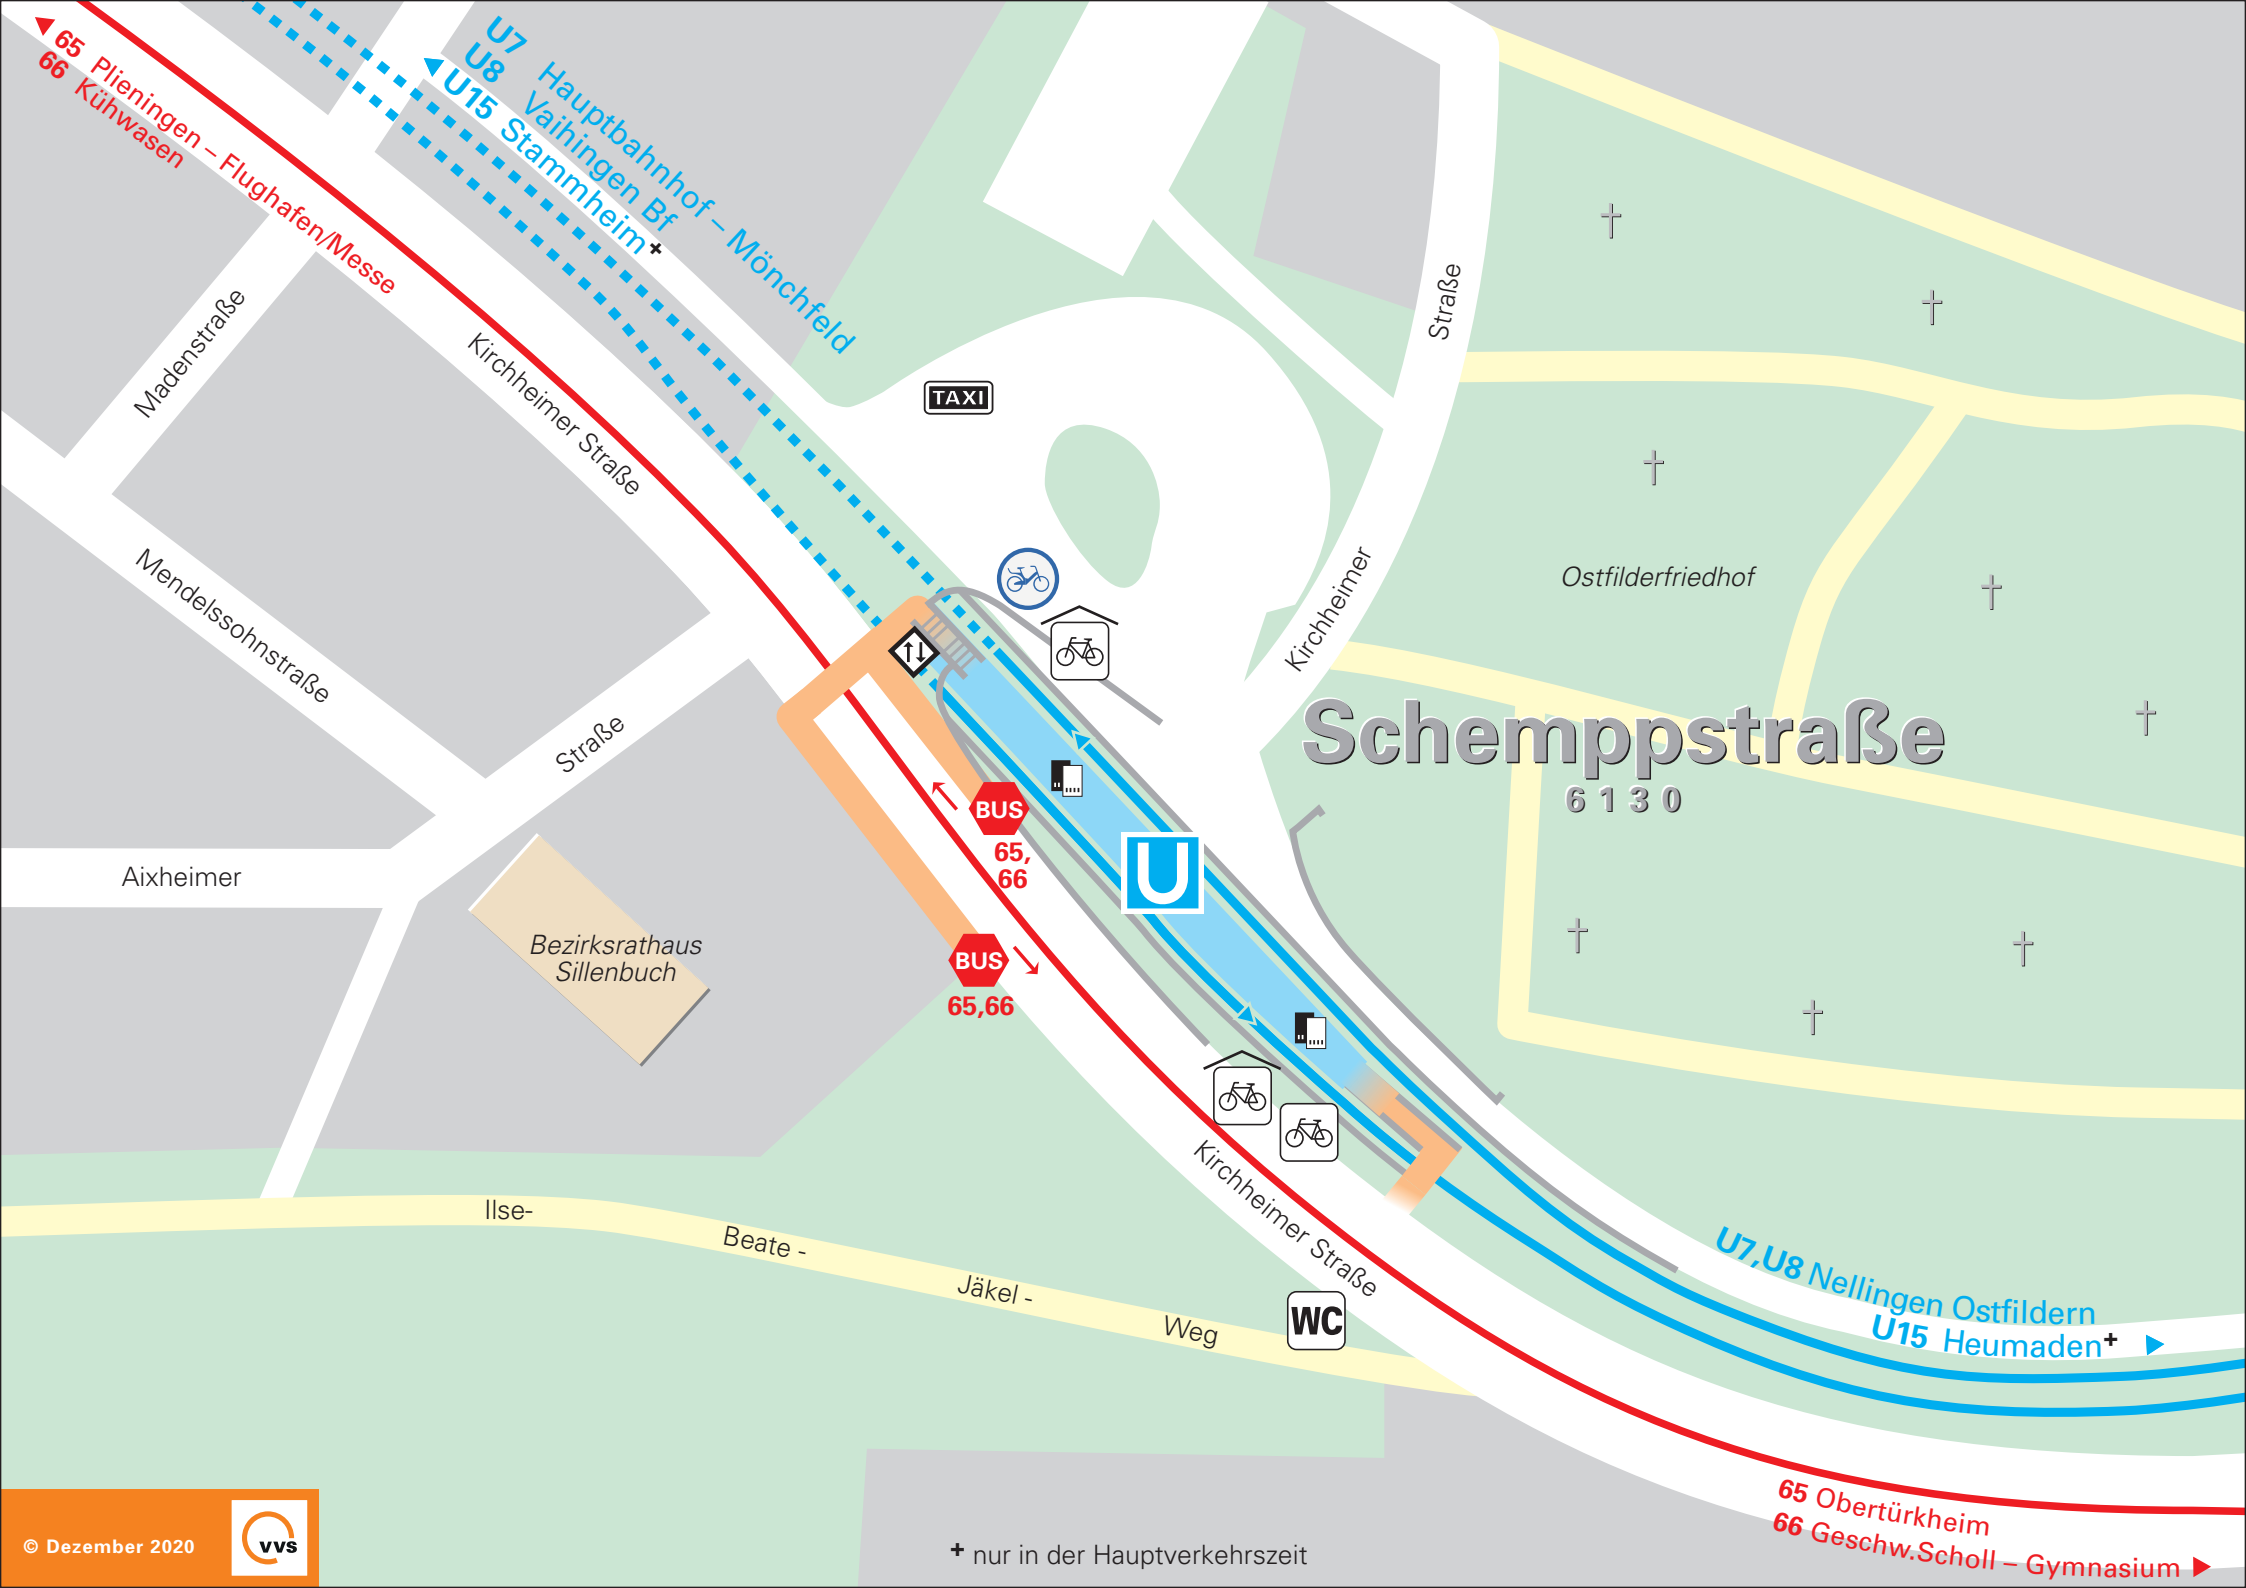 65 Plieningen – Flughafen/Messe
66 Kühwasen
U7 Hauptbahnhof – Mönchfeld
U8 Vaihingen Bf
U15 Stammheim+
Madenstraße
Kirchheimer Straße
TAXI
Kirchheimer
Straße
Mendelssohnstraße
Straße
Aixheimer
Bezirksrathaus
Sillenbuch
Ostfilderfriedhof
Schemppstraße
6130
BUS
65,
66
U
BUS
65,66
Kirchheimer Straße
WC
Ilse-
Beate -
Jäkel -
Weg
U7,U8 Nellingen Ostfildern
U15 Heumaden+
65 Obertürkheim
66 Geschw.Scholl – Gymnasium
+ nur in der Hauptverkehrszeit
© Dezember 2020
vvs